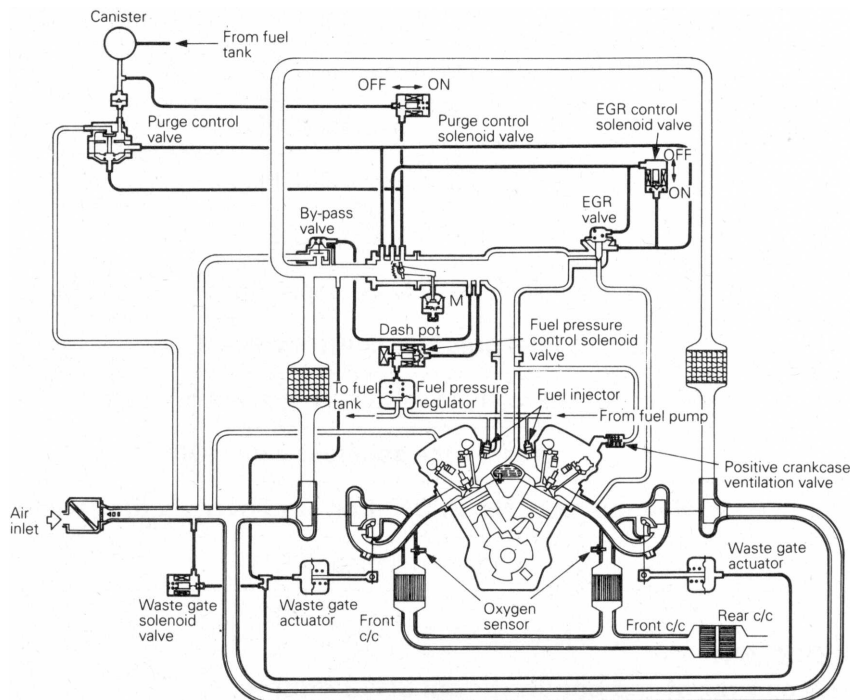 Canister
From fuel
tank
OFF ON
Purge control
valve
Purge control
solenoid valve
EGR control
solenoid valve
OFF
ON
By-pass
valve
EGR
valve
M
Dash pot
Fuel pressure
control solenoid
valve
To fuel
tank
Fuel pressure
regulator
Fuel injector
From fuel pump
Positive crankcase
ventilation valve
Air
inlet
Waste gate
solenoid
valve
Waste gate
actuator
Front
c/c
Oxygen
sensor
Waste gate
actuator
Front c/c
Rear c/c